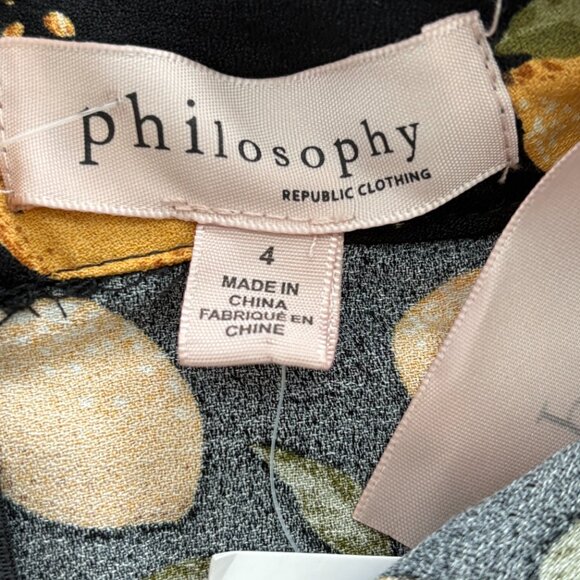 philosophy
REPUBLIC CLOTHING
4
MADE IN
CHINA
FABRIQUÉ EN
CHINE